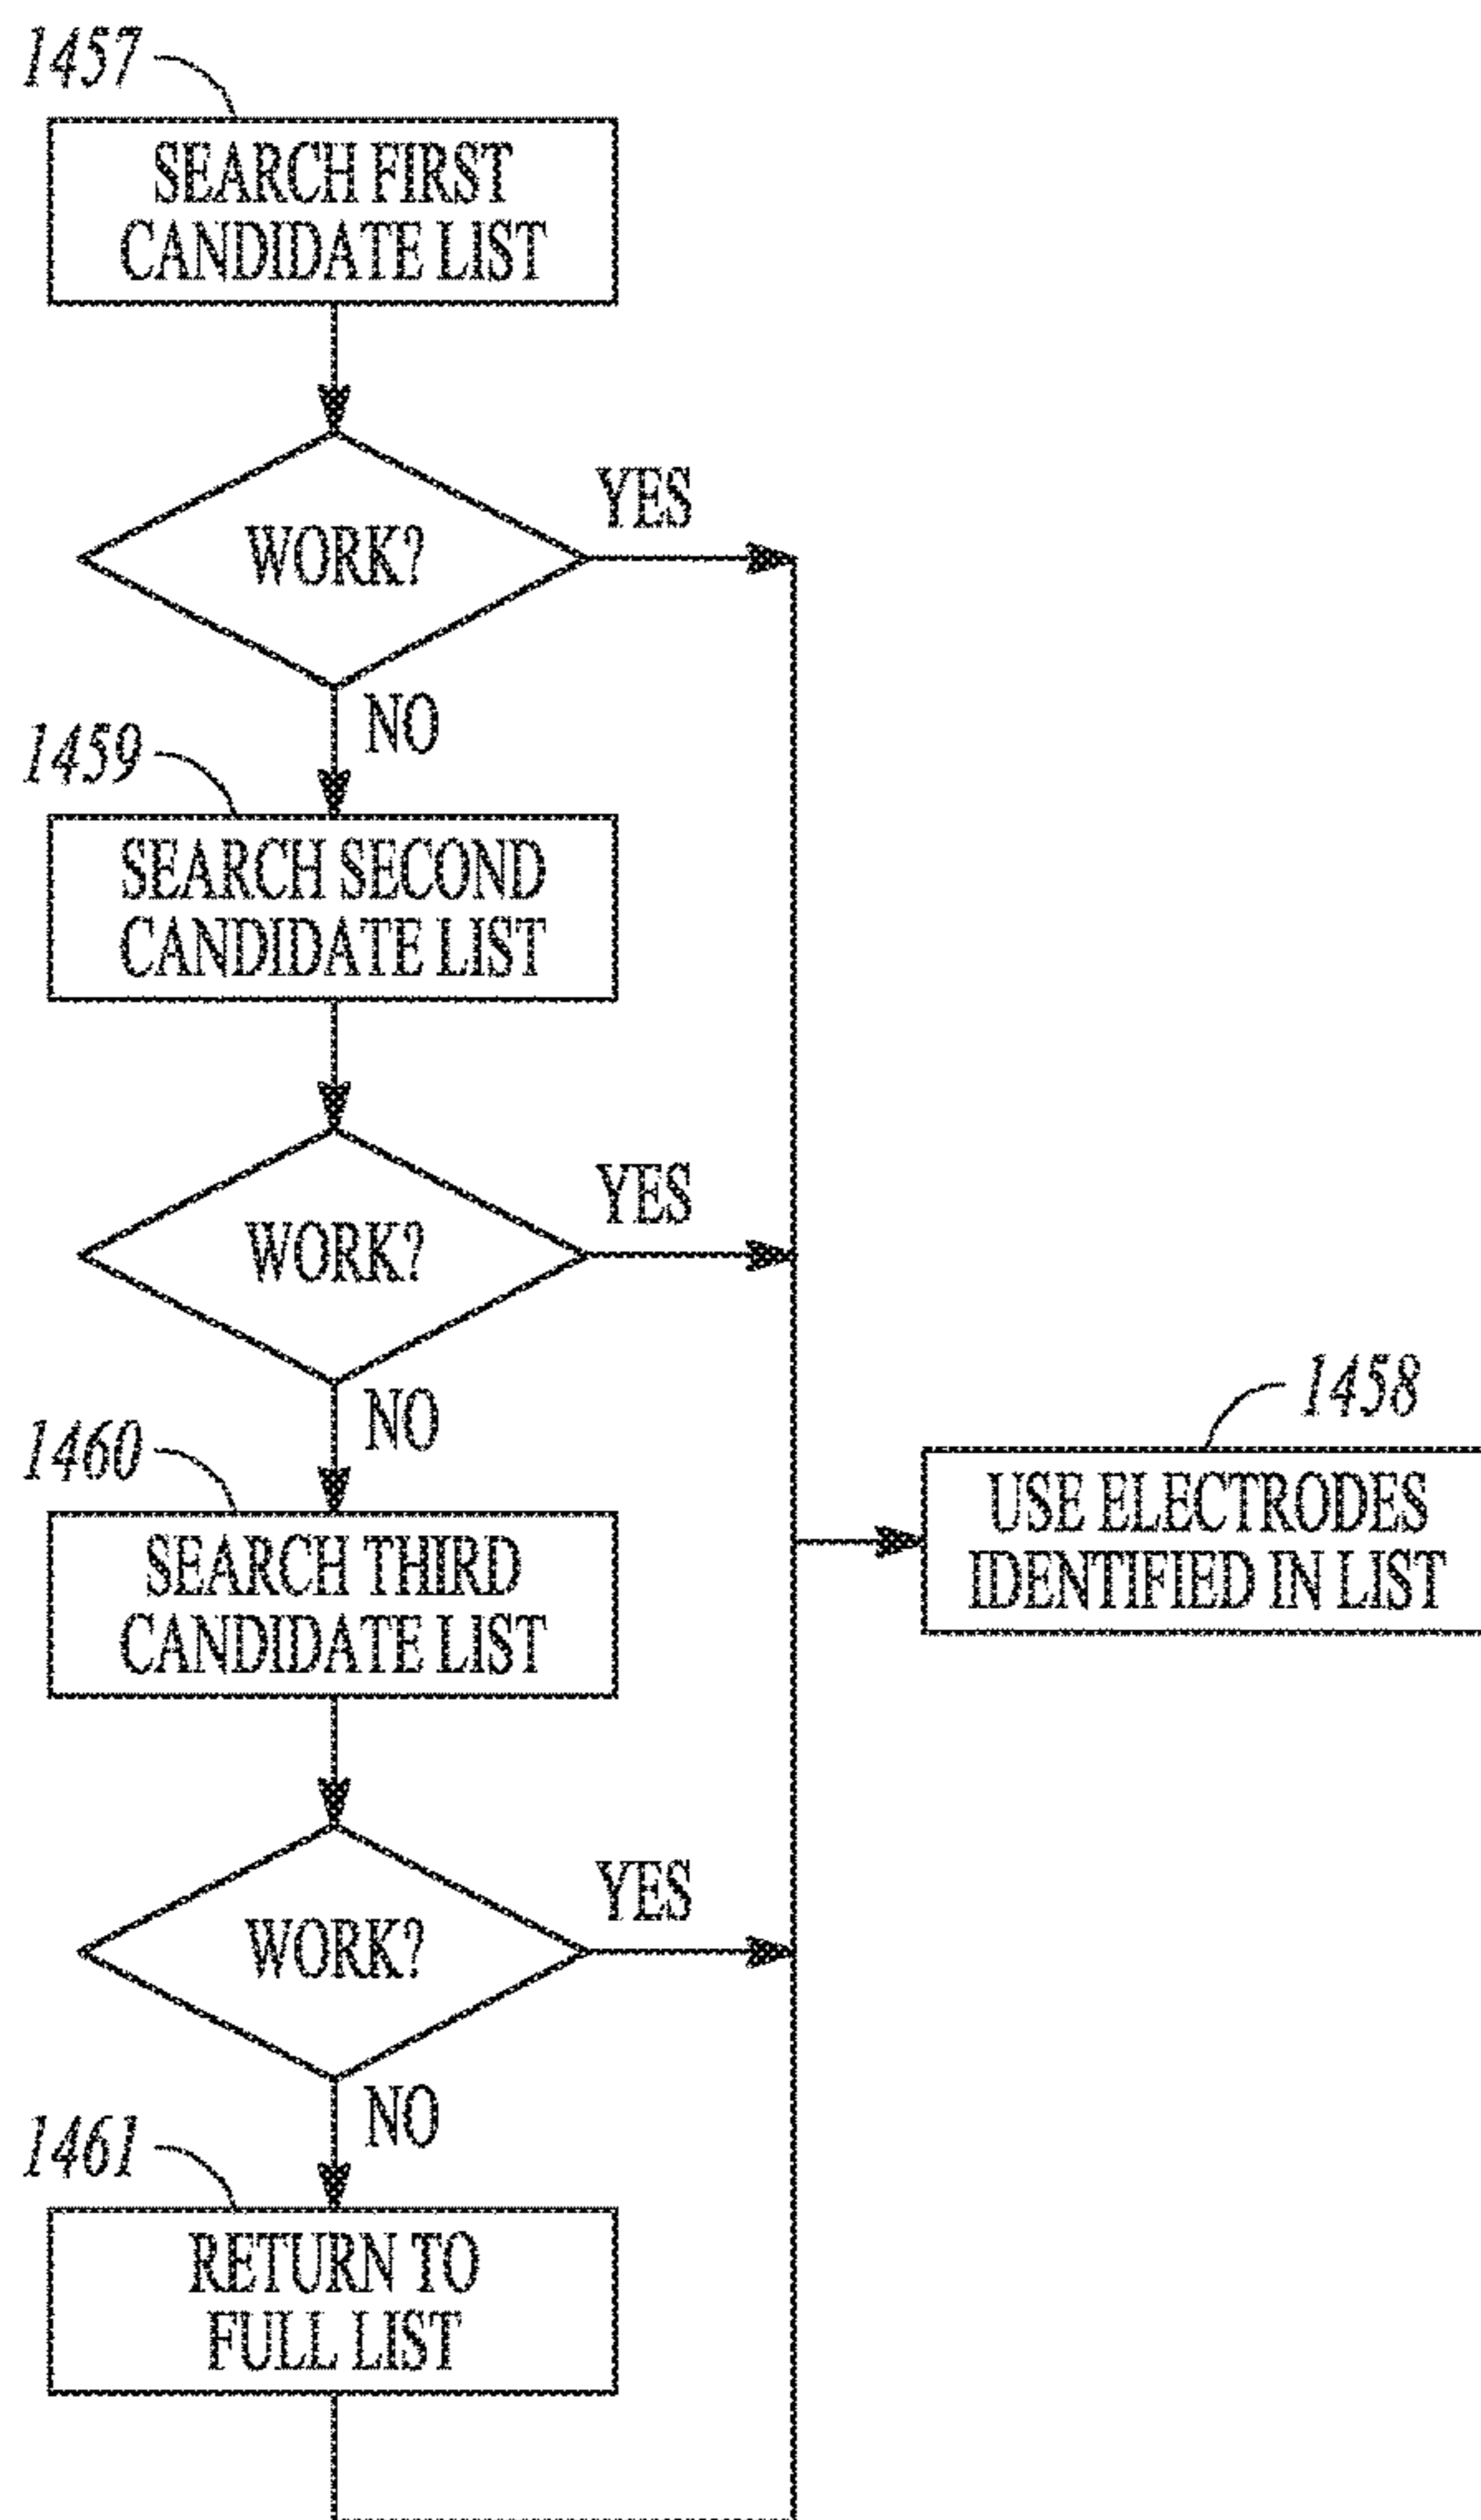 1457
SEARCH FIRST
CANDIDATE LIST
WORK?
YES
NO
1459
SEARCH SECOND
CANDIDATE LIST
WORK?
YES
NO
1458
USE ELECTRODES
IDENTIFIED IN LIST
1460
SEARCH THIRD
CANDIDATE LIST
WORK?
YES
NO
1461
RETURN TO
FULL LIST